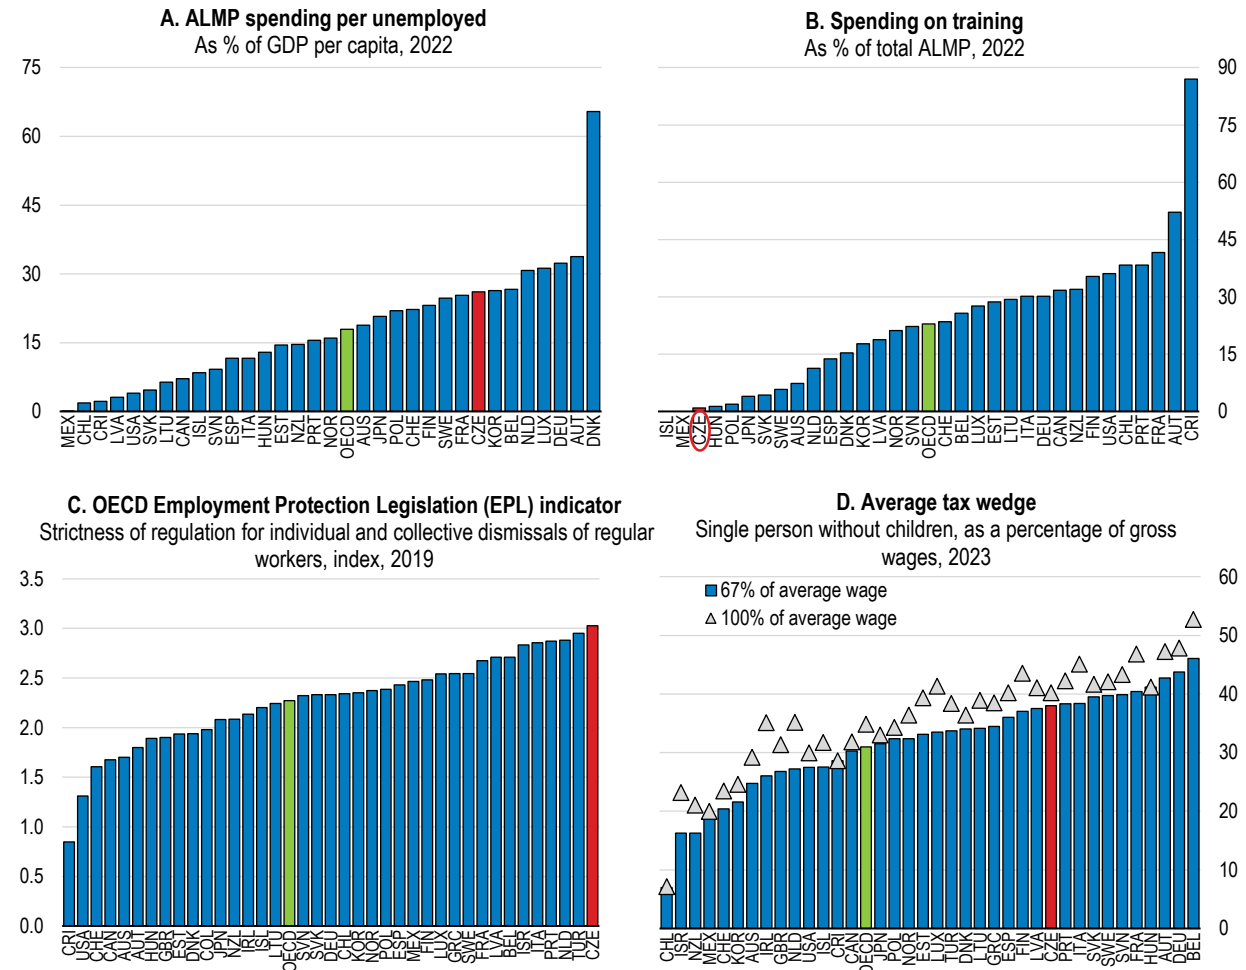 A. ALMP spending per unemployed
As % of GDP per capita, 2022
75
60
45
30
15
0
MEX CHL CRI LVA USA SVK LTU CAN ISL SVN ESP ITA HUN EST NZL PRT NOR OECD AUS JPN POL CHE FIN SWE FRA CZE KOR BEL NLD LUX DEU AUT DNK
B. Spending on training
As % of total ALMP, 2022
90
75
60
45
30
15
0
ISL MEX CZE HUN POL JPN SVK SWE AUS NLD ESP DNK KOR LVA NOR SVN OECD CHE BEL LUX EST LTU ITA DEU CAN NZL FIN USA CHL PRT FRA AUT CRI
C. OECD Employment Protection Legislation (EPL) indicator
Strictness of regulation for individual and collective dismissals of regular
workers, index, 2019
3.5
3.0
2.5
2.0
1.5
1.0
0.5
0.0
CRI USA CHE CAN AUS AUT HUN GBR EST DNK COL JPN NZL IRL ISL LTU OECD SVN SVK DEU CHL KOR NOR POL ESP MEX FIN LUX GRC SWE FRA LVA BEL ISR ITA PRT NLD TUR CZE
D. Average tax wedge
Single person without children, as a percentage of gross
wages, 2023
67% of average wage
100% of average wage
60
50
40
30
20
10
0
CHL ISR NZL MEX CHE KOR AUS IRL GBR NLD USA ISL CRI CAN OECD JPN POL NOR EST LUX TUR DNK LTU GRC ESP FIN LVA CZE PRT ITA SVK SWE SVN FRA HUN AUT DEU BEL